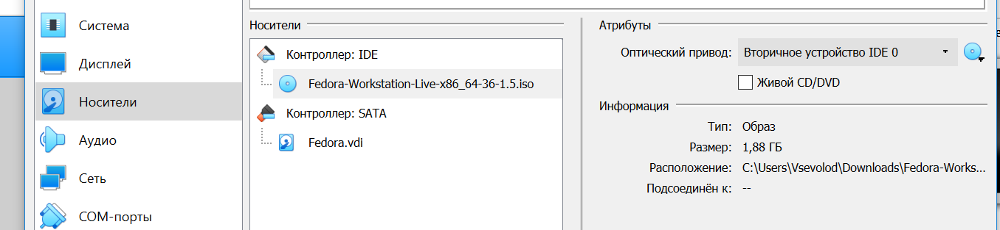 Система
Дисплей
Носители
Аудио
Сеть
COM-порты
Носители
Контроллер: IDE
Fedora-Workstation-Live-x86_64-36-1.5.iso
Контроллер: SATA
Fedora.vdi
Атрибуты
Оптический привод: Вторичное устройство IDE 0
Живой CD/DVD
Информация
Тип: Образ
Размер: 1,88 ГБ
Расположение: C:\Users\Vsevolod\Downloads\Fedora-Works...
Подсоединён к: --